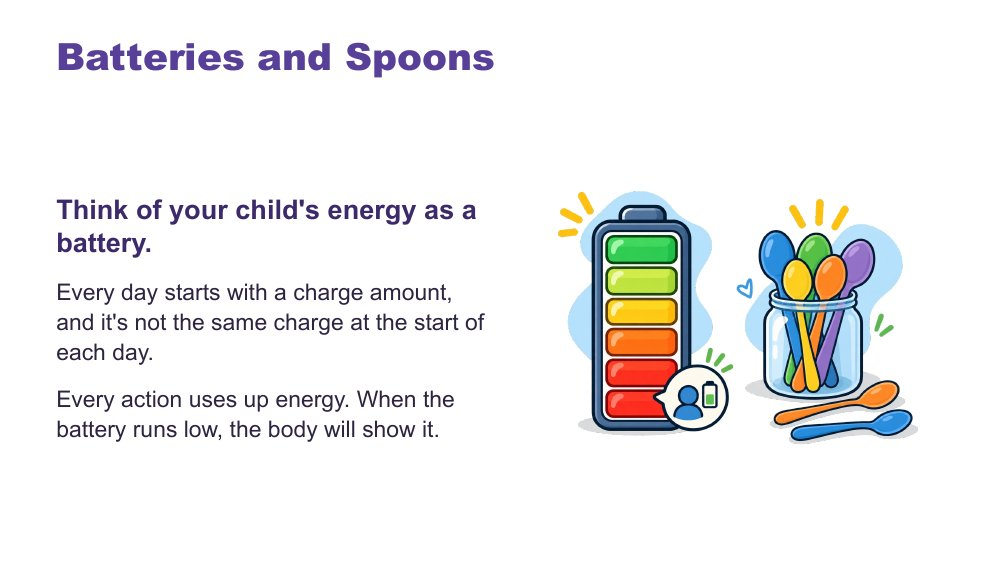 Batteries and Spoons
Think of your child's energy as a
battery.
Every day starts with a charge amount,
and it's not the same charge at the start of
each day.
Every action uses up energy. When the
battery runs low, the body will show it.